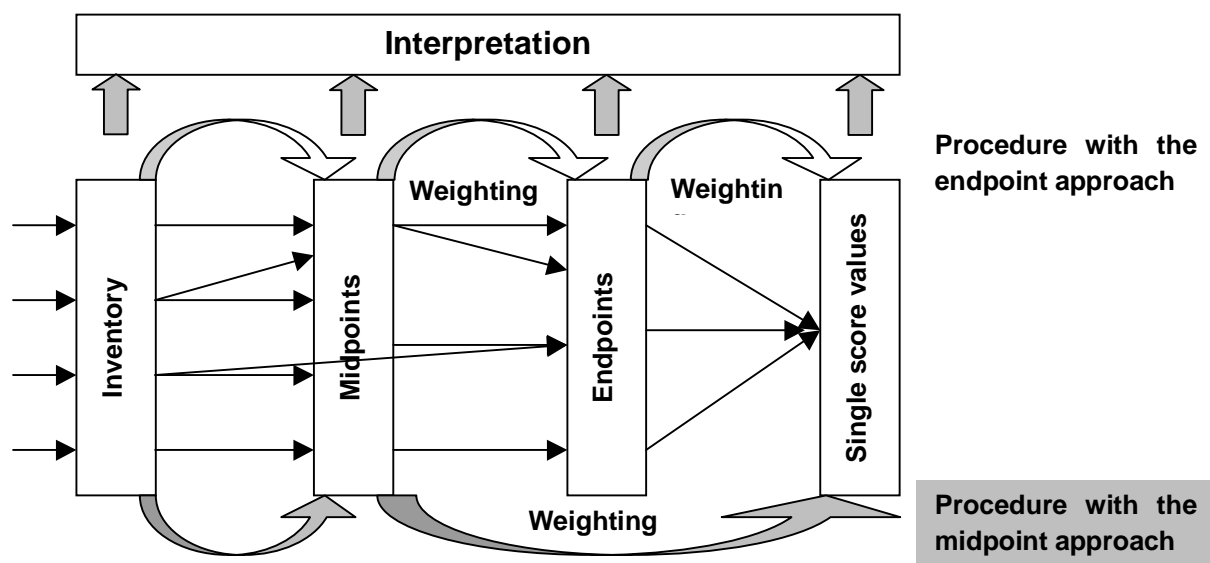 Interpretation
Procedure with the
endpoint approach
Weighting
Weightin
Inventory
Midpoints
Endpoints
Single score values
Weighting
Procedure with the
midpoint approach